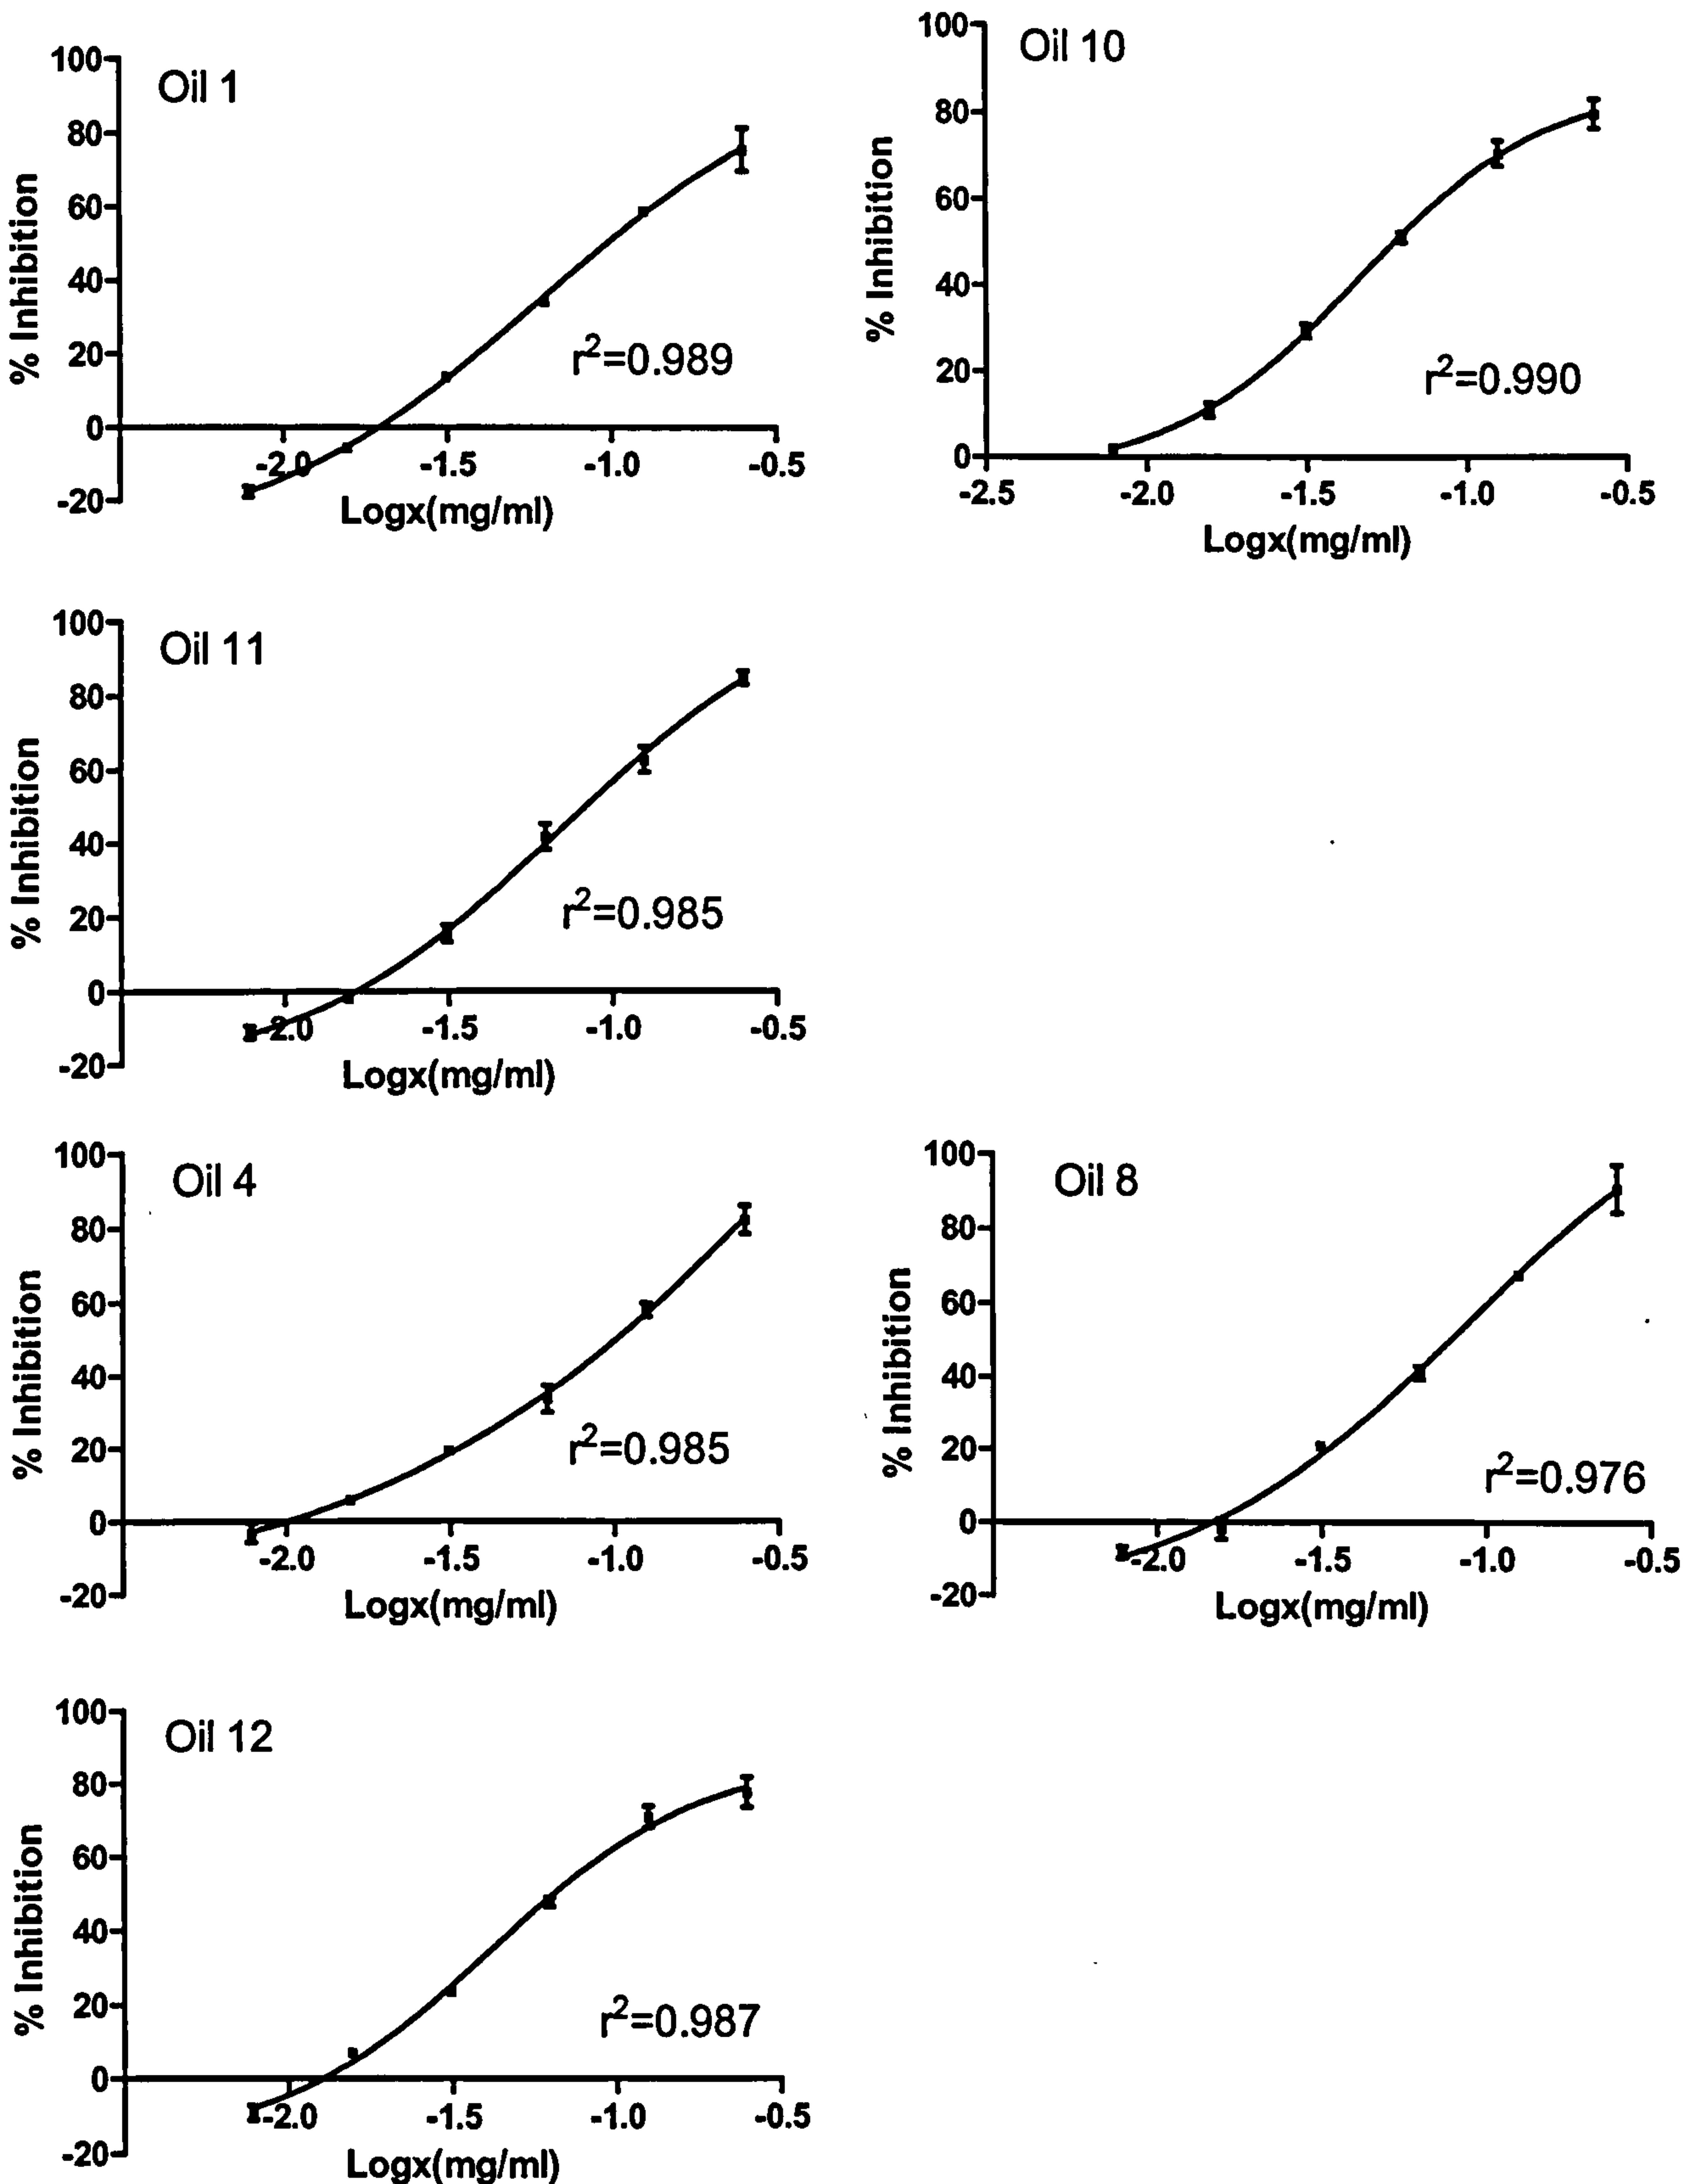 Oil 1
100
80
60
40
20
0
-20
% Inhibition
r²=0.989
-2.0 -1.5 -1.0 -0.5
Logx(mg/ml)
Oil 10
100
80
60
40
20
0
% Inhibition
r²=0.990
-2.5 -2.0 -1.5 -1.0 -0.5
Logx(mg/ml)
Oil 11
100
80
60
40
20
0
-20
% Inhibition
r²=0.985
-2.0 -1.5 -1.0 -0.5
Logx(mg/ml)
Oil 4
100
80
60
40
20
0
-20
% Inhibition
r²=0.985
-2.0 -1.5 -1.0 -0.5
Logx(mg/ml)
Oil 8
100
80
60
40
20
0
-20
% Inhibition
r²=0.976
-2.0 -1.5 -1.0 -0.5
Logx(mg/ml)
Oil 12
100
80
60
40
20
0
-20
% Inhibition
r²=0.987
-2.0 -1.5 -1.0 -0.5
Logx(mg/ml)